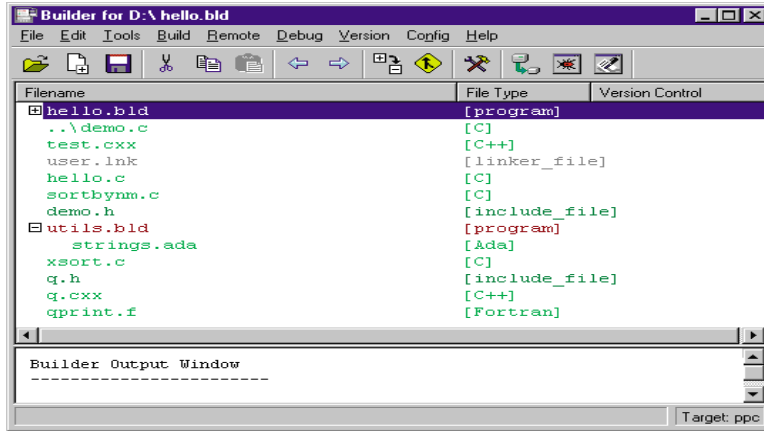 Builder for D:\ hello.bld
File Edit Tools Build Remote Debug Version Config Help
Filename File Type Version Control
hello.bld [program]
..\demo.c [C]
test.cxx [C++]
user.lnk [linker_file]
hello.c [C]
sortbynm.c [C]
demo.h [include_file]
utils.bld [program]
strings.ada [Ada]
xsort.c [C]
q.h [include_file]
q.cxx [C++]
qprint.f [Fortran]
Builder Output Window
-------------------------
Target: ppc